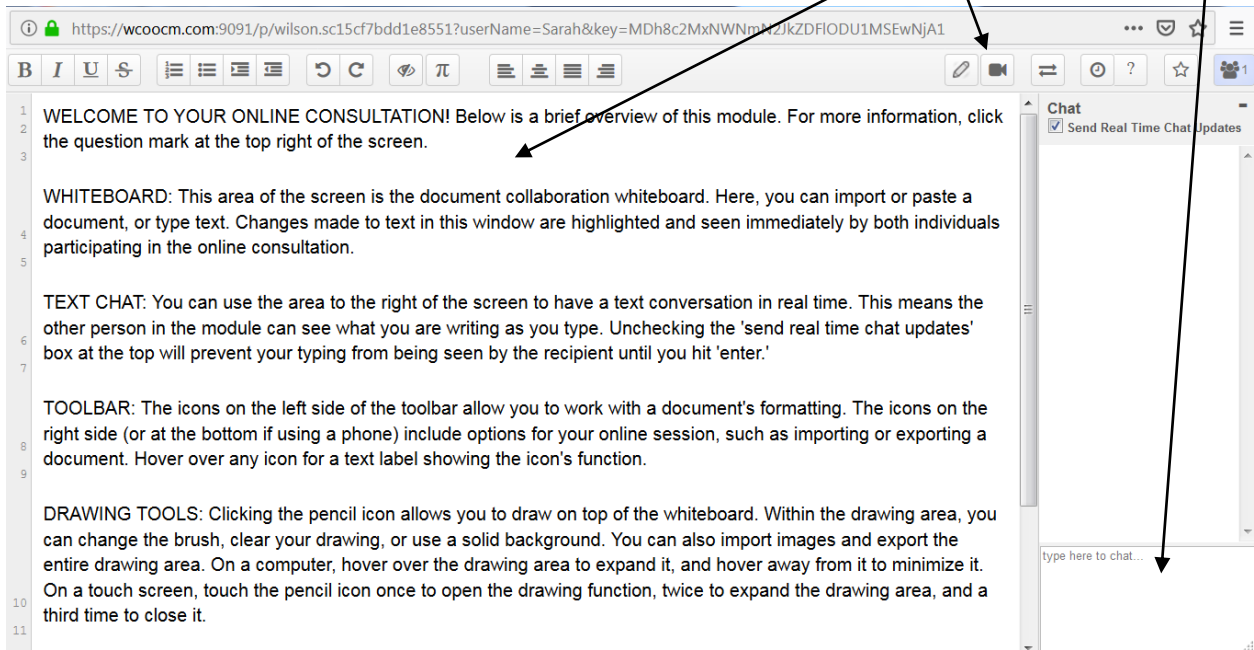 https://wcoocm.com:9091/p/wilson.sc15cf7bdd1e8551?userName=Sarah&key=MDh8c2MxNWNmN2JkZDFlODU1MSEwNjA1
B I U S π ? 1
1 WELCOME TO YOUR ONLINE CONSULTATION! Below is a brief overview of this module. For more information, click
2 the question mark at the top right of the screen.
3
WHITEBOARD: This area of the screen is the document collaboration whiteboard. Here, you can import or paste a
4 document, or type text. Changes made to text in this window are highlighted and seen immediately by both individuals
5 participating in the online consultation.
TEXT CHAT: You can use the area to the right of the screen to have a text conversation in real time. This means the
6 other person in the module can see what you are writing as you type. Unchecking the 'send real time chat updates'
7 box at the top will prevent your typing from being seen by the recipient until you hit 'enter.'
TOOLBAR: The icons on the left side of the toolbar allow you to work with a document's formatting. The icons on the
8 right side (or at the bottom if using a phone) include options for your online session, such as importing or exporting a
9 document. Hover over any icon for a text label showing the icon's function.
DRAWING TOOLS: Clicking the pencil icon allows you to draw on top of the whiteboard. Within the drawing area, you
can change the brush, clear your drawing, or use a solid background. You can also import images and export the
entire drawing area. On a computer, hover over the drawing area to expand it, and hover away from it to minimize it.
10 On a touch screen, touch the pencil icon once to open the drawing function, twice to expand the drawing area, and a
11 third time to close it.
Chat
Send Real Time Chat Updates
type here to chat...